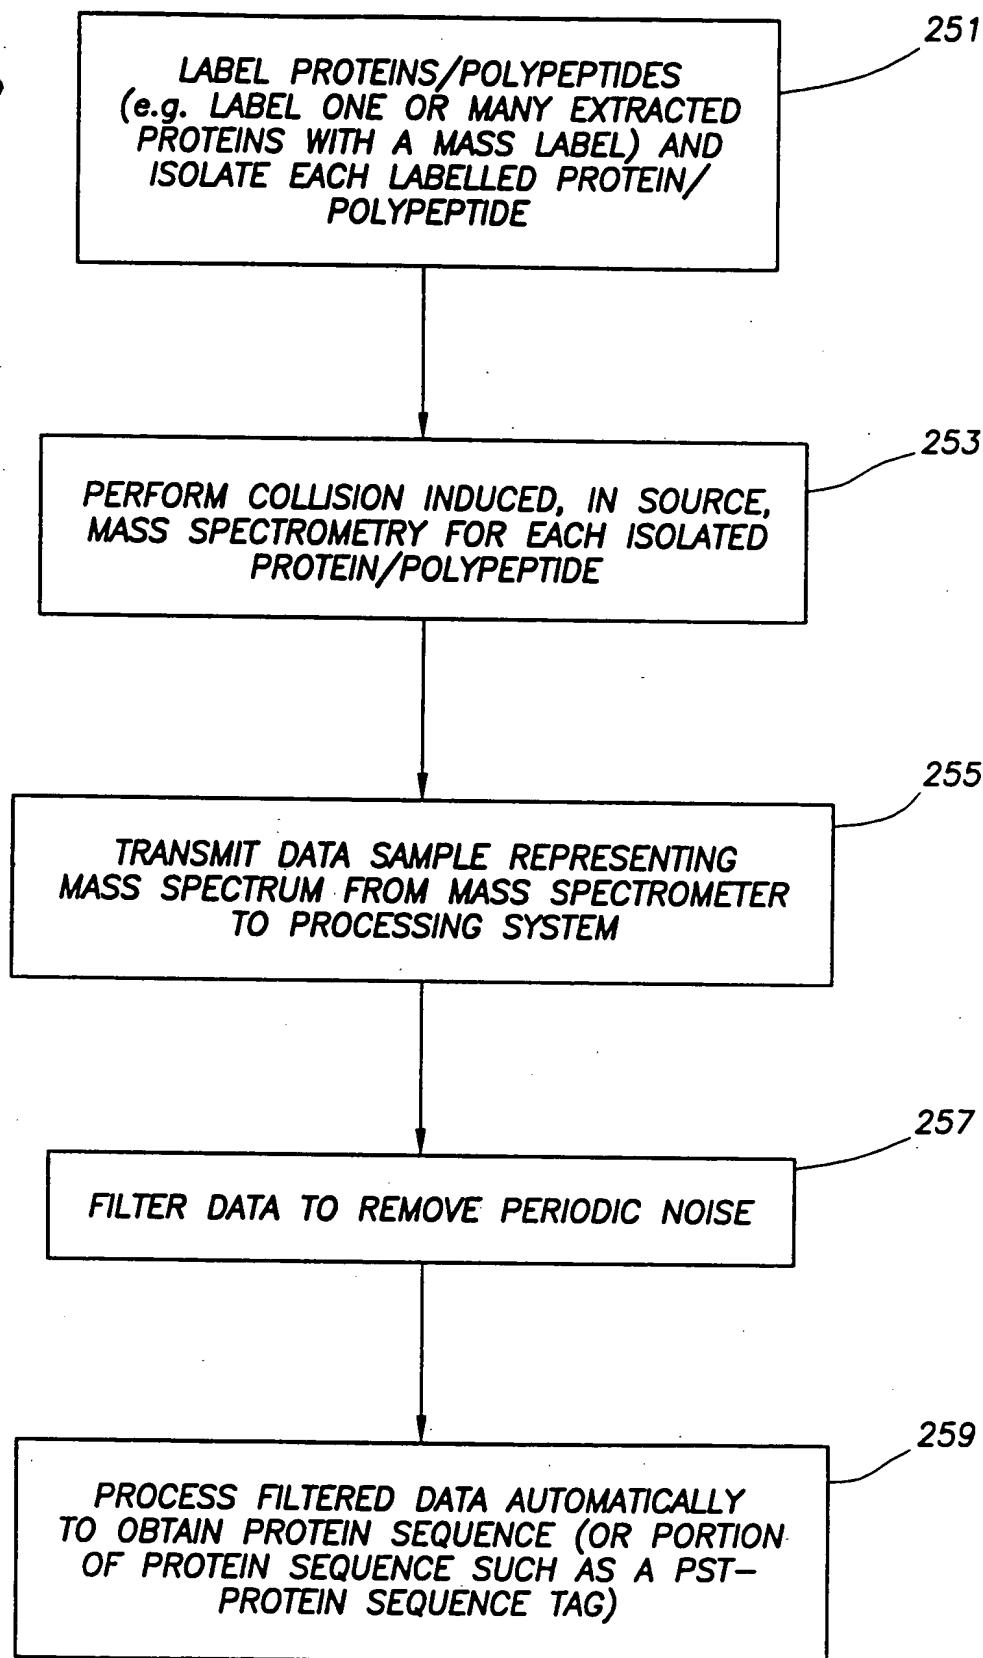 251
LABEL PROTEINS/POLYPEPTIDES
(e.g. LABEL ONE OR MANY EXTRACTED
PROTEINS WITH A MASS LABEL) AND
ISOLATE EACH LABELLED PROTEIN/
POLYPEPTIDE
253
PERFORM COLLISION INDUCED, IN SOURCE,
MASS SPECTROMETRY FOR EACH ISOLATED
PROTEIN/POLYPEPTIDE
255
TRANSMIT DATA SAMPLE REPRESENTING
MASS SPECTRUM FROM MASS SPECTROMETER
TO PROCESSING SYSTEM
257
FILTER DATA TO REMOVE PERIODIC NOISE
259
PROCESS FILTERED DATA AUTOMATICALLY
TO OBTAIN PROTEIN SEQUENCE (OR PORTION
OF PROTEIN SEQUENCE SUCH AS A PST-
PROTEIN SEQUENCE TAG)